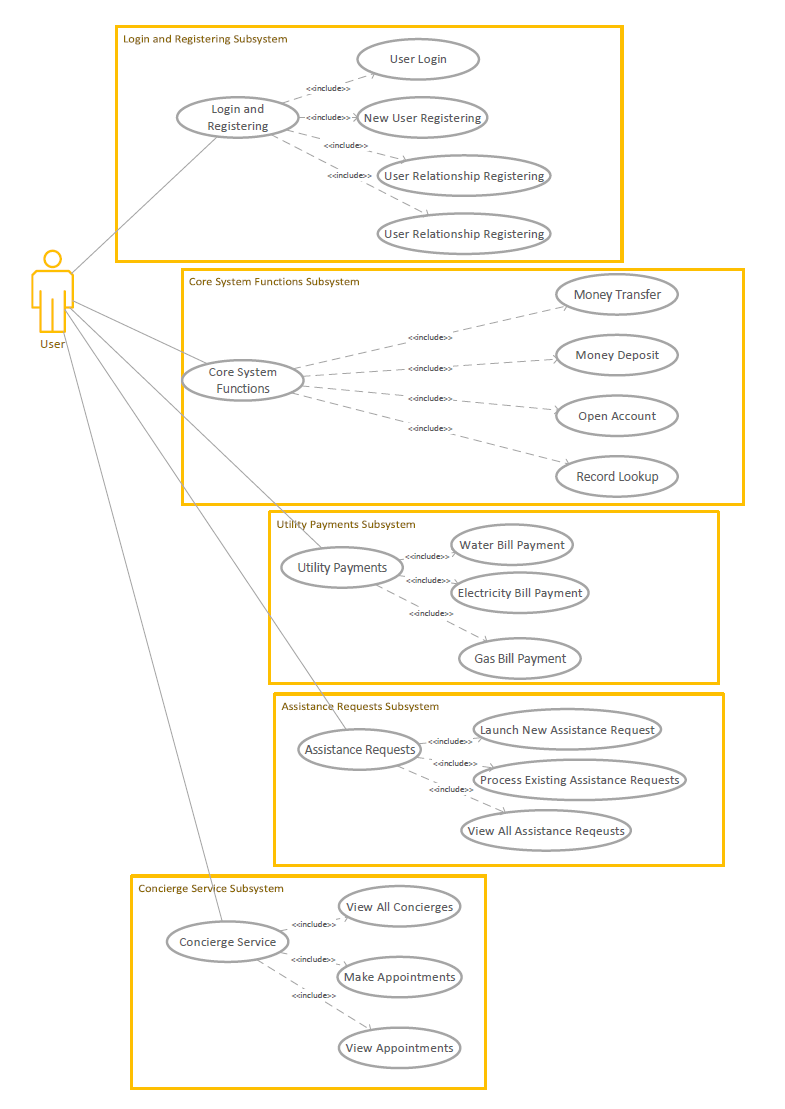 Login and Registering Subsystem
User Login
<<include>>
Login and
Registering
<<include>>
New User Registering
<<include>>
User Relationship Registering
<<include>>
User Relationship Registering
User
Core System Functions Subsystem
Money Transfer
<<include>>
Money Deposit
<<include>>
Core System
Functions
<<include>>
Open Account
<<include>>
Record Lookup
Utility Payments Subsystem
Water Bill Payment
<<include>>
Utility Payments
<<include>>
Electricity Bill Payment
<<include>>
Gas Bill Payment
Assistance Requests Subsystem
Launch New Assistance Request
<<include>>
Assistance Requests
<<include>>
Process Existing Assistance Requests
<<include>>
View All Assistance Reqeusts
Concierge Service Subsystem
View All Concierges
<<include>>
Concierge Service
<<include>>
Make Appointments
<<include>>
View Appointments